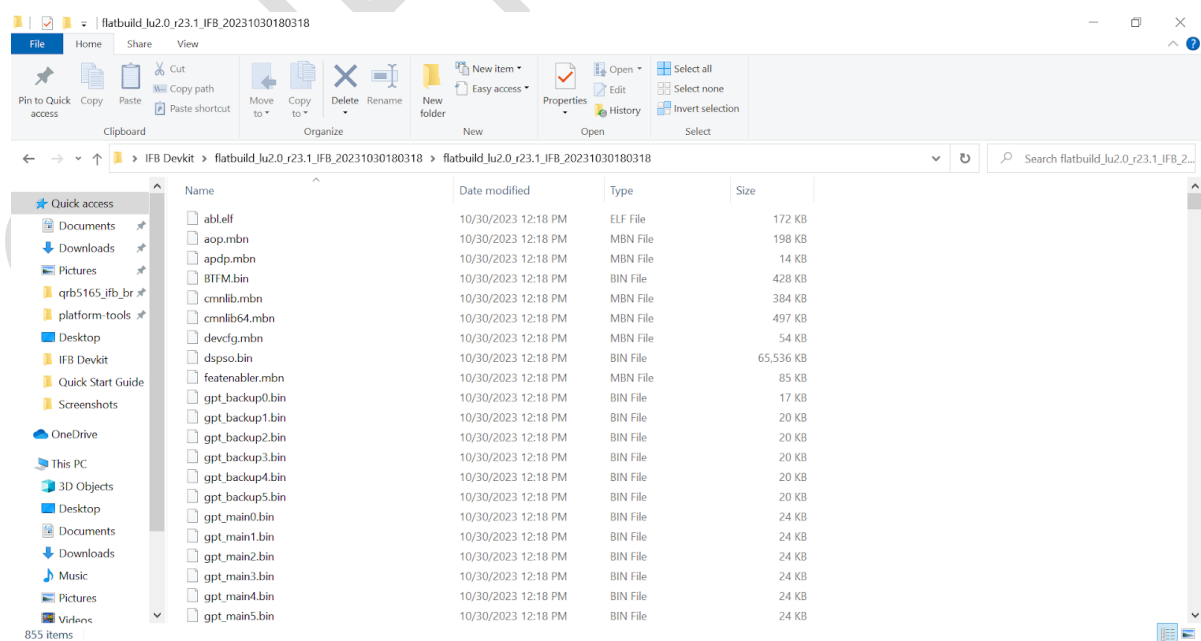 flatbuild_lu2.0_r23.1_IFB_20231030180318
File Home Share View
Pin to Quick access
Copy
Paste
Cut
Copy path
Paste shortcut
Clipboard
Move to
Copy to
Delete
Rename
Organize
New folder
New item
Easy access
New
Properties
Open
Edit
History
Open
Select all
Select none
Invert selection
Select
IFB Devkit > flatbuild_lu2.0_r23.1_IFB_20231030180318 > flatbuild_lu2.0_r23.1_IFB_20231030180318
Search flatbuild_lu2.0_r23.1_IFB_2...
Quick access
Documents
Downloads
Pictures
qrb5165_ifb_br
platform-tools
Desktop
IFB Devkit
Quick Start Guide
Screenshots
OneDrive
This PC
3D Objects
Desktop
Documents
Downloads
Music
Pictures
Videos
Name Date modified Type Size
abl.elf 10/30/2023 12:18 PM ELF File 172 KB
aop.mbn 10/30/2023 12:18 PM MBN File 198 KB
apdp.mbn 10/30/2023 12:18 PM MBN File 14 KB
BTFM.bin 10/30/2023 12:18 PM BIN File 428 KB
cmnlib.mbn 10/30/2023 12:18 PM MBN File 384 KB
cmnlib64.mbn 10/30/2023 12:18 PM MBN File 497 KB
devcfg.mbn 10/30/2023 12:18 PM MBN File 54 KB
dspso.bin 10/30/2023 12:18 PM BIN File 65,536 KB
featenabler.mbn 10/30/2023 12:18 PM MBN File 85 KB
gpt_backup0.bin 10/30/2023 12:18 PM BIN File 17 KB
gpt_backup1.bin 10/30/2023 12:18 PM BIN File 20 KB
gpt_backup2.bin 10/30/2023 12:18 PM BIN File 20 KB
gpt_backup3.bin 10/30/2023 12:18 PM BIN File 20 KB
gpt_backup4.bin 10/30/2023 12:18 PM BIN File 20 KB
gpt_backup5.bin 10/30/2023 12:18 PM BIN File 20 KB
gpt_main0.bin 10/30/2023 12:18 PM BIN File 24 KB
gpt_main1.bin 10/30/2023 12:18 PM BIN File 24 KB
gpt_main2.bin 10/30/2023 12:18 PM BIN File 24 KB
gpt_main3.bin 10/30/2023 12:18 PM BIN File 24 KB
gpt_main4.bin 10/30/2023 12:18 PM BIN File 24 KB
gpt_main5.bin 10/30/2023 12:18 PM BIN File 24 KB
855 items